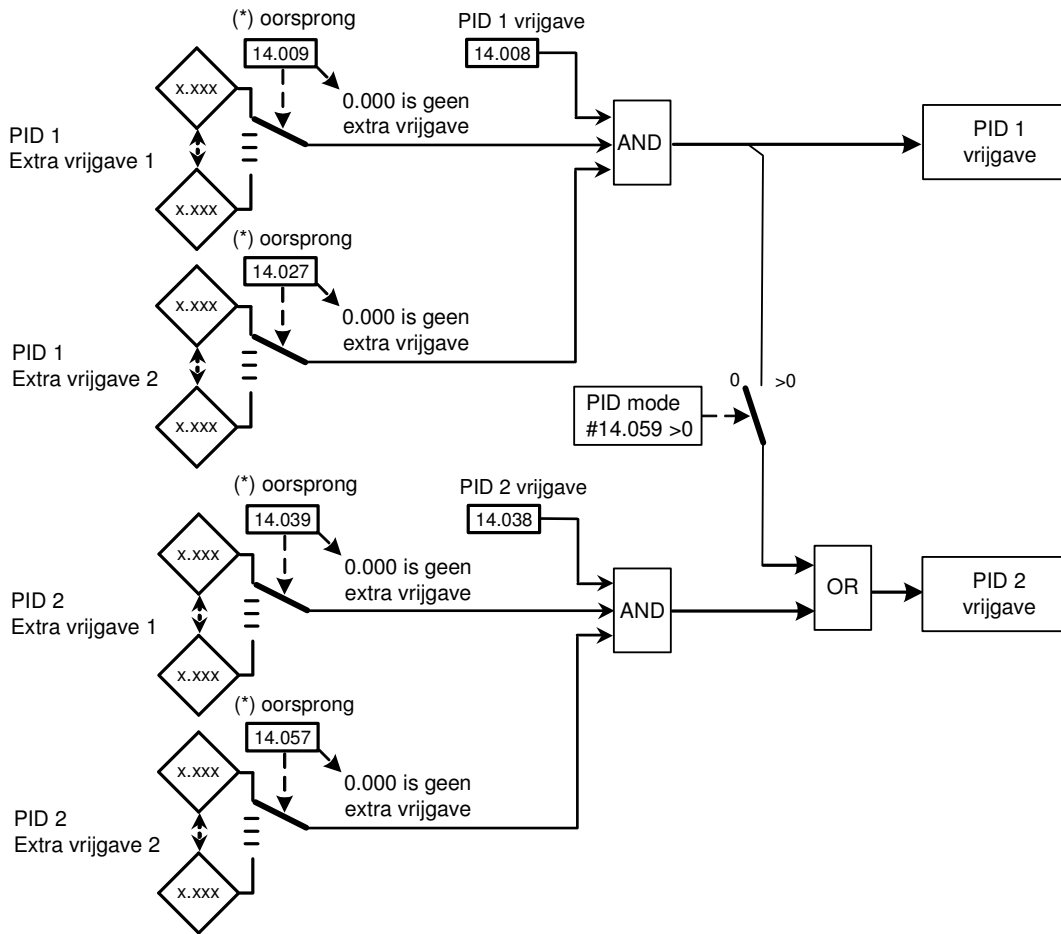 (*) oorsprong
14.009
x.xxx
0.000 is geen
extra vrijgave
PID 1
Extra vrijgave 1
x.xxx
PID 1 vrijgave
14.008
AND
PID 1
vrijgave
(*) oorsprong
14.027
x.xxx
0.000 is geen
extra vrijgave
PID 1
Extra vrijgave 2
x.xxx
0
>0
PID mode
#14.059 >0
(*) oorsprong
14.039
x.xxx
0.000 is geen
extra vrijgave
PID 2
Extra vrijgave 1
x.xxx
PID 2 vrijgave
14.038
AND
OR
PID 2
vrijgave
(*) oorsprong
14.057
x.xxx
0.000 is geen
extra vrijgave
PID 2
Extra vrijgave 2
x.xxx